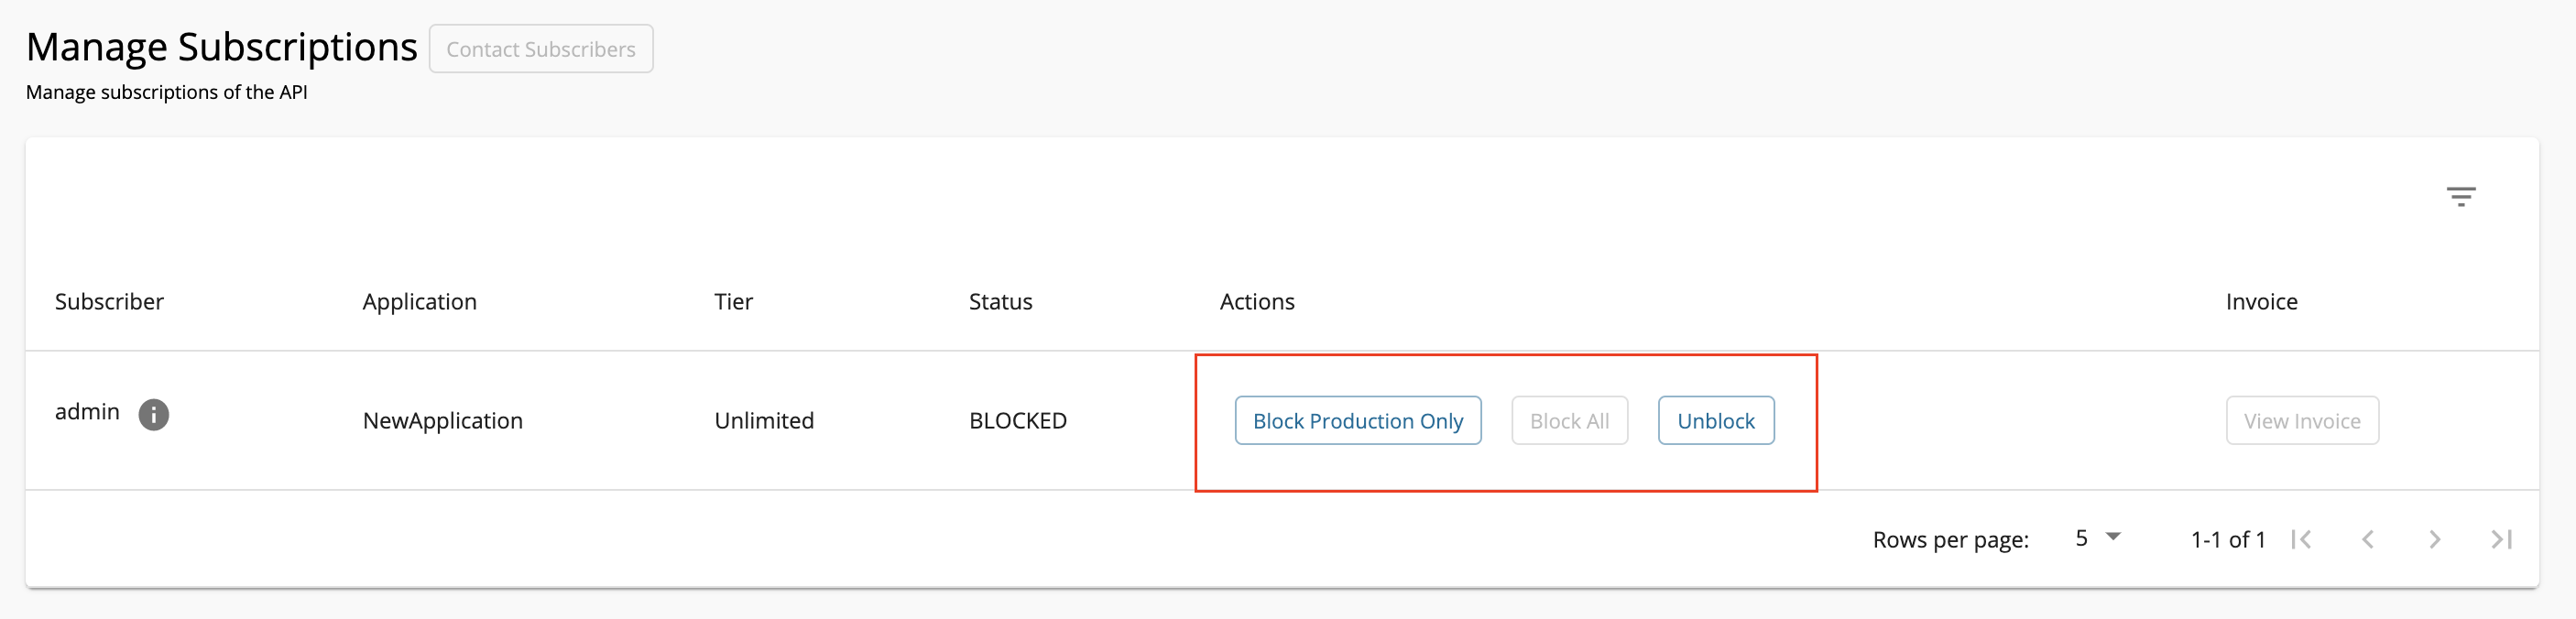 Manage Subscriptions Contact Subscribers
Manage subscriptions of the API
Subscriber Application Tier Status Actions Invoice
admin NewApplication Unlimited BLOCKED Block Production Only Block All Unblock View Invoice
Rows per page: 5 1-1 of 1